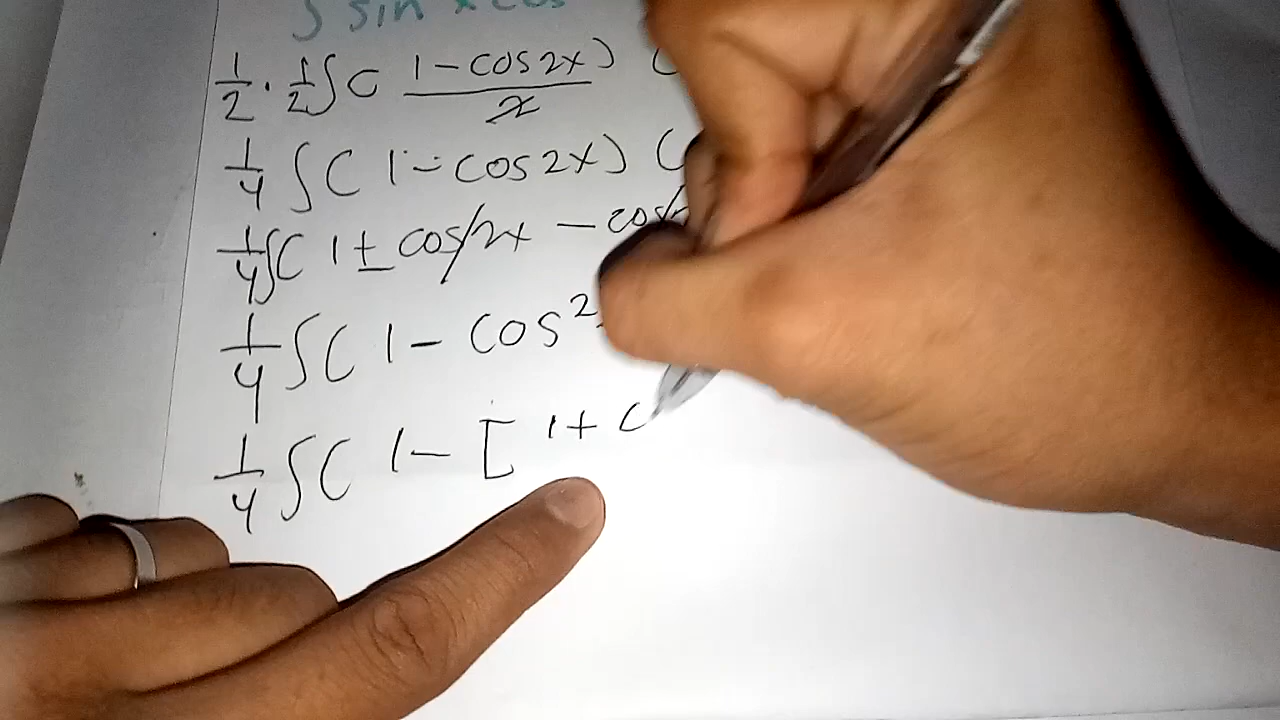 ∫ sin x cos
1/2 · 1/2 ∫ ( (1 - cos 2x)/2 ) (
1/4 ∫ ( 1 - cos 2x ) (
1/4 ∫ ( 1 ± cos 2x - cos
1/4 ∫ ( 1 - cos²
1/4 ∫ ( 1 - [ 1 + c